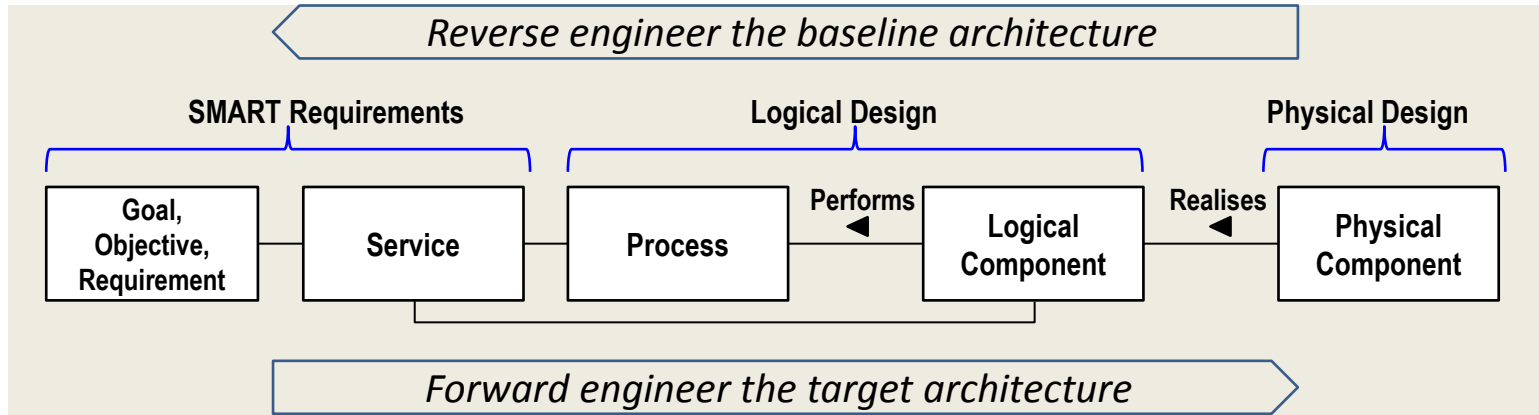 Reverse engineer the baseline architecture
SMART Requirements
Logical Design
Physical Design
Goal,
Objective,
Requirement
Service
Process
Performs
Logical
Component
Realises
Physical
Component
Forward engineer the target architecture